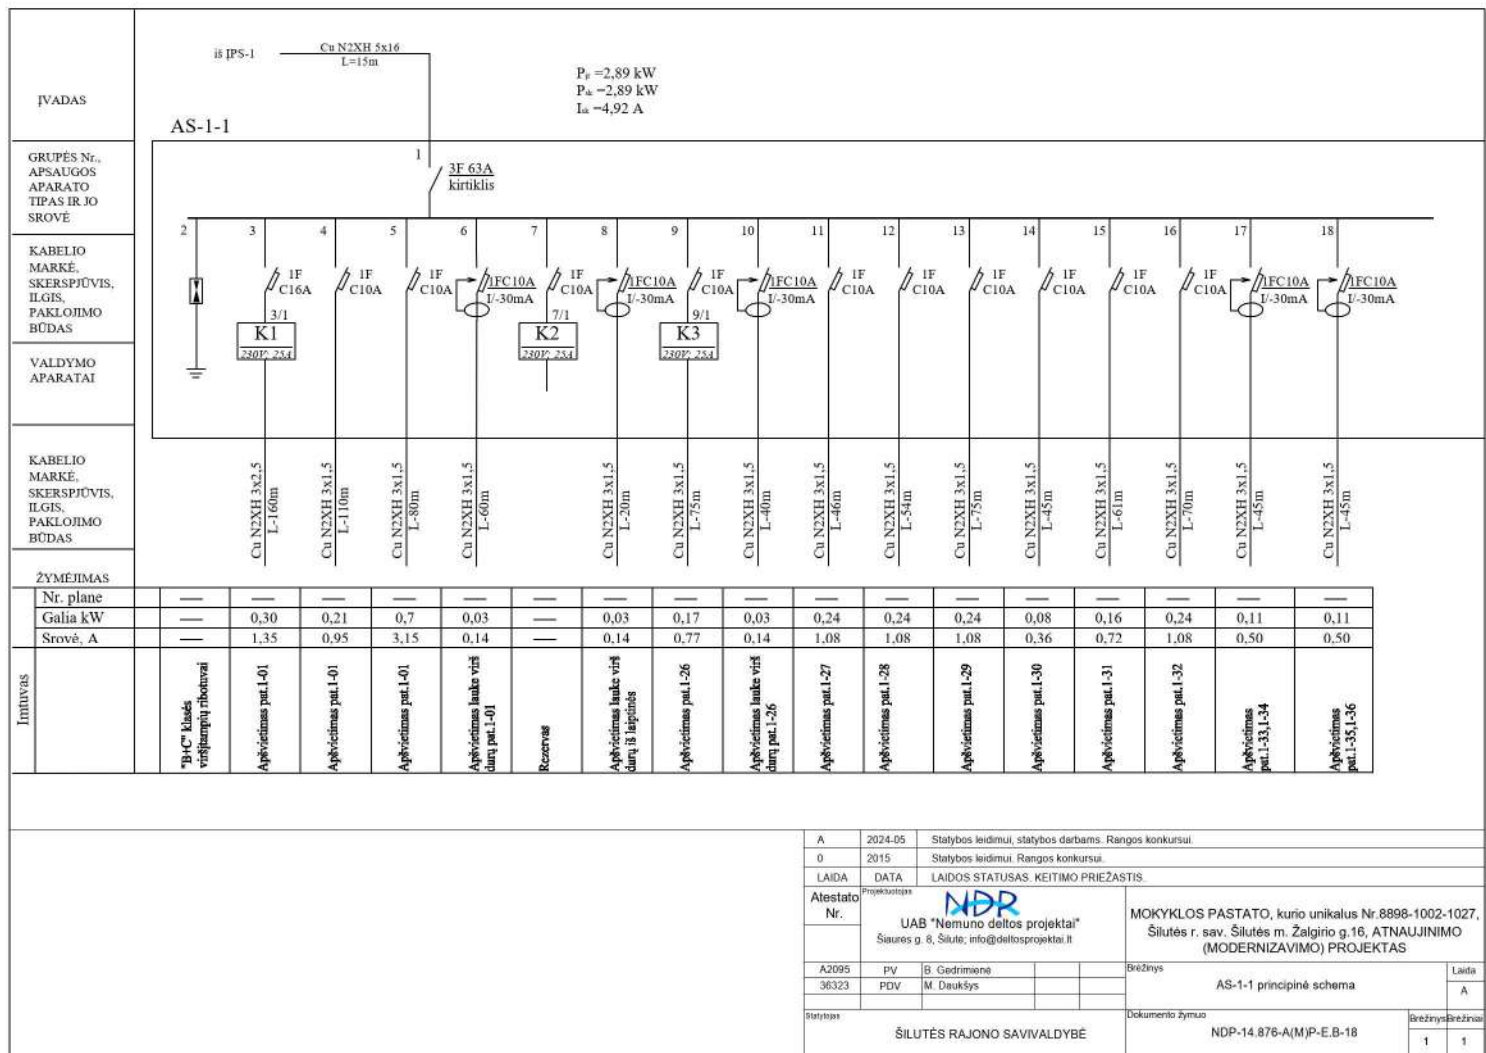 iš ĮPS-1
Cu N2XH 5x16
L=15m
P =2,89 kW
P =2,89 kW
I =4,92 A
ĮVADAS
AS-1-1
GRUPĖS Nr.,
APSAUGOS
APARATO
TIPAS IR JO
SROVĖ
1
3F 63A
kirtiklis
2 3 4 5 6 7 8 9 10 11 12 13 14 15 16 17 18
KABELIO
MARKĖ,
SKERSPJŪVIS,
ILGIS,
PAKLOJIMO
BŪDAS
1F
C16A
1F
C10A
1F
C10A
1FC10A
I/-30mA
1F
C10A
1FC10A
I/-30mA
1F
C10A
1FC10A
I/-30mA
1F
C10A
1F
C10A
1F
C10A
1F
C10A
1F
C10A
1F
C10A
1FC10A
I/-30mA
1FC10A
I/-30mA
3/1
K1
230V; 25A
7/1
K2
230V; 25A
9/1
K3
230V; 25A
VALDYMO
APARATAI
KABELIO
MARKĖ,
SKERSPJŪVIS,
ILGIS,
PAKLOJIMO
BŪDAS
Cu N2XH 3x2,5
L-160m
Cu N2XH 3x1,5
L-110m
Cu N2XH 3x1,5
L-80m
Cu N2XH 3x1,5
L-60m
Cu N2XH 3x1,5
L-20m
Cu N2XH 3x1,5
L-75m
Cu N2XH 3x1,5
L-40m
Cu N2XH 3x1,5
L-46m
Cu N2XH 3x1,5
L-54m
Cu N2XH 3x1,5
L-75m
Cu N2XH 3x1,5
L-45m
Cu N2XH 3x1,5
L-61m
Cu N2XH 3x1,5
L-70m
Cu N2XH 3x1,5
L-45m
Cu N2XH 3x1,5
L-45m
ŽYMĖJIMAS
Nr. plane — — — — — — — — — — — — — — — — —
Galia kW — 0,30 0,21 0,7 0,03 — 0,03 0,17 0,03 0,24 0,24 0,24 0,08 0,16 0,24 0,11 0,11
Srovė, A — 1,35 0,95 3,15 0,14 — 0,14 0,77 0,14 1,08 1,08 1,08 0,36 0,72 1,08 0,50 0,50
Imtuvas
"B+C" klasės
viršįtampių ribotuvai
Apšvietimas pat.1-01
Apšvietimas pat.1-01
Apšvietimas pat.1-01
Apšvietimas lauke virš
durų pat.1-01
Rezervas
Apšvietimas lauke virš
durų iš laiptinės
Apšvietimas pat.1-26
Apšvietimas lauke virš
durų pat.1-26
Apšvietimas pat.1-27
Apšvietimas pat.1-28
Apšvietimas pat.1-29
Apšvietimas pat.1-30
Apšvietimas pat.1-31
Apšvietimas pat.1-32
Apšvietimas
pat.1-33,1-34
Apšvietimas
pat.1-35,1-36
A 2024-05 Statybos leidimui, statybos darbams. Rangos konkursui.
0 2015 Statybos leidimui. Rangos konkursui.
LAIDA DATA LAIDOS STATUSAS. KEITIMO PRIEŽASTIS.
Atestato
Nr.
Projektuotojas
NDR
UAB "Nemuno deltos projektai"
Šiaurės g. 8, Šilutė; info@deltosprojektai.lt
MOKYKLOS PASTATO, kurio unikalus Nr.8898-1002-1027,
Šilutės r. sav. Šilutės m. Žalgirio g.16, ATNAUJINIMO
(MODERNIZAVIMO) PROJEKTAS
A2095 PV B. Gedrimienė
36323 PDV M. Daukšys
Brėžinys
AS-1-1 principinė schema
Laida
A
Statytojas
ŠILUTĖS RAJONO SAVIVALDYBĖ
Dokumento žymuo
NDP-14.876-A(M)P-E.B-18
Brėžinys Brėžiniai
1 1